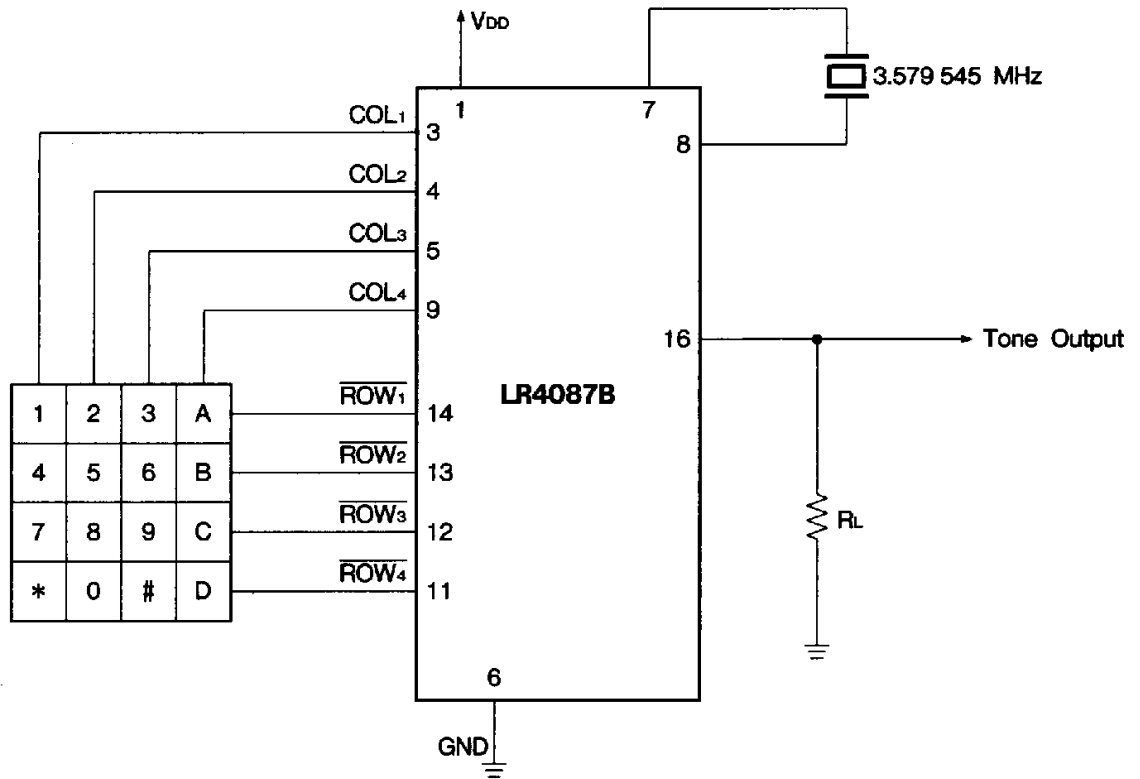 VDD
3.579 545 MHz
1
7
COL1
3
8
COL2
4
COL3
5
COL4
9
16
Tone Output
LR4087B
1 2 3 A
ROW1
14
4 5 6 B
ROW2
13
7 8 9 C
ROW3
12
* 0 # D
ROW4
11
RL
6
GND